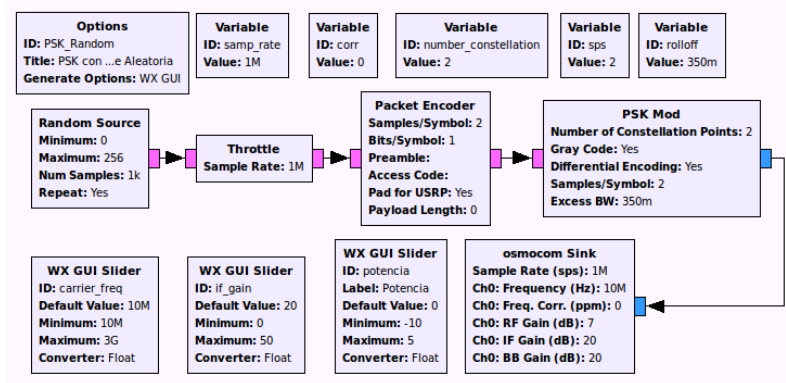 Options
ID: PSK_Random
Title: PSK con ...e Aleatoria
Generate Options: WX GUI
Variable
ID: samp_rate
Value: 1M
Variable
ID: corr
Value: 0
Variable
ID: number_constellation
Value: 2
Variable
ID: sps
Value: 2
Variable
ID: rolloff
Value: 350m
Random Source
Minimum: 0
Maximum: 256
Num Samples: 1k
Repeat: Yes
Throttle
Sample Rate: 1M
Packet Encoder
Samples/Symbol: 2
Bits/Symbol: 1
Preamble:
Access Code:
Pad for USRP: Yes
Payload Length: 0
PSK Mod
Number of Constellation Points: 2
Gray Code: Yes
Differential Encoding: Yes
Samples/Symbol: 2
Excess BW: 350m
WX GUI Slider
ID: carrier_freq
Default Value: 10M
Minimum: 10M
Maximum: 3G
Converter: Float
WX GUI Slider
ID: if_gain
Default Value: 20
Minimum: 0
Maximum: 50
Converter: Float
WX GUI Slider
ID: potencia
Label: Potencia
Default Value: 0
Minimum: -10
Maximum: 5
Converter: Float
osmocom Sink
Sample Rate (sps): 1M
Ch0: Frequency (Hz): 10M
Ch0: Freq. Corr. (ppm): 0
Ch0: RF Gain (dB): 7
Ch0: IF Gain (dB): 20
Ch0: BB Gain (dB): 20